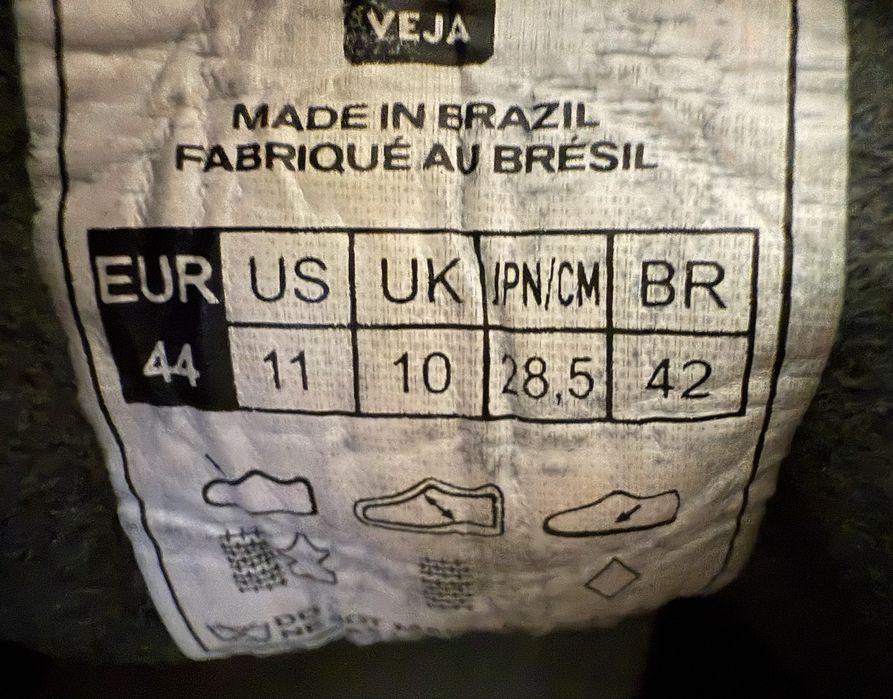 VEJA
MADE IN BRAZIL
FABRIQUÉ AU BRÉSIL
EUR US UK JPN/CM BR
44 11 10 28,5 42